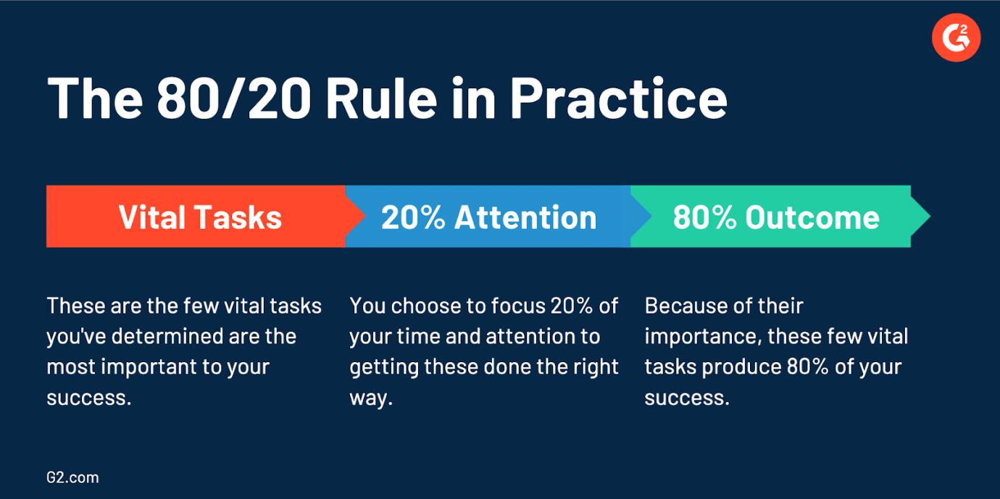 G2
The 80/20 Rule in Practice
Vital Tasks
20% Attention
80% Outcome
These are the few vital tasks
you've determined are the
most important to your
success.
You choose to focus 20% of
your time and attention to
getting these done the right
way.
Because of their
importance, these few vital
tasks produce 80% of your
success.
G2.com